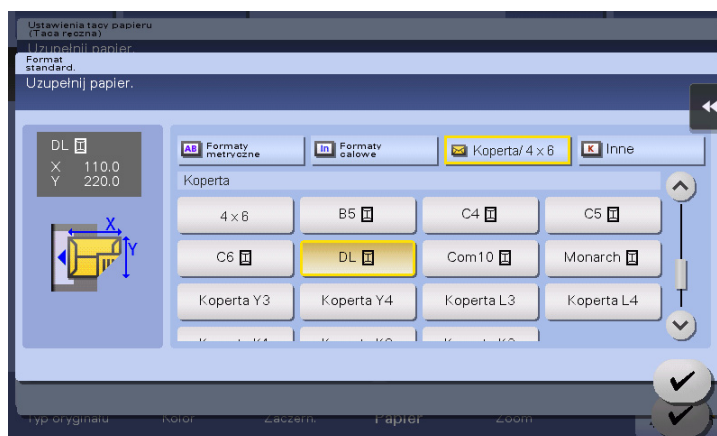 Ustawienia tacy papieru
(Taca ręczna)
Uzupełnij papier.
Format
standard.
Uzupełnij papier.
DL
X 110.0
Y 220.0
X
Y
AB Formaty metryczne
In Formaty calowe
Koperta/ 4 × 6
K Inne
Koperta
4 × 6 B5 C4 C5
C6 DL Com10 Monarch
Koperta Y3 Koperta Y4 Koperta L3 Koperta L4
Typ oryginału Kolor Zaczern. Papier Zoom